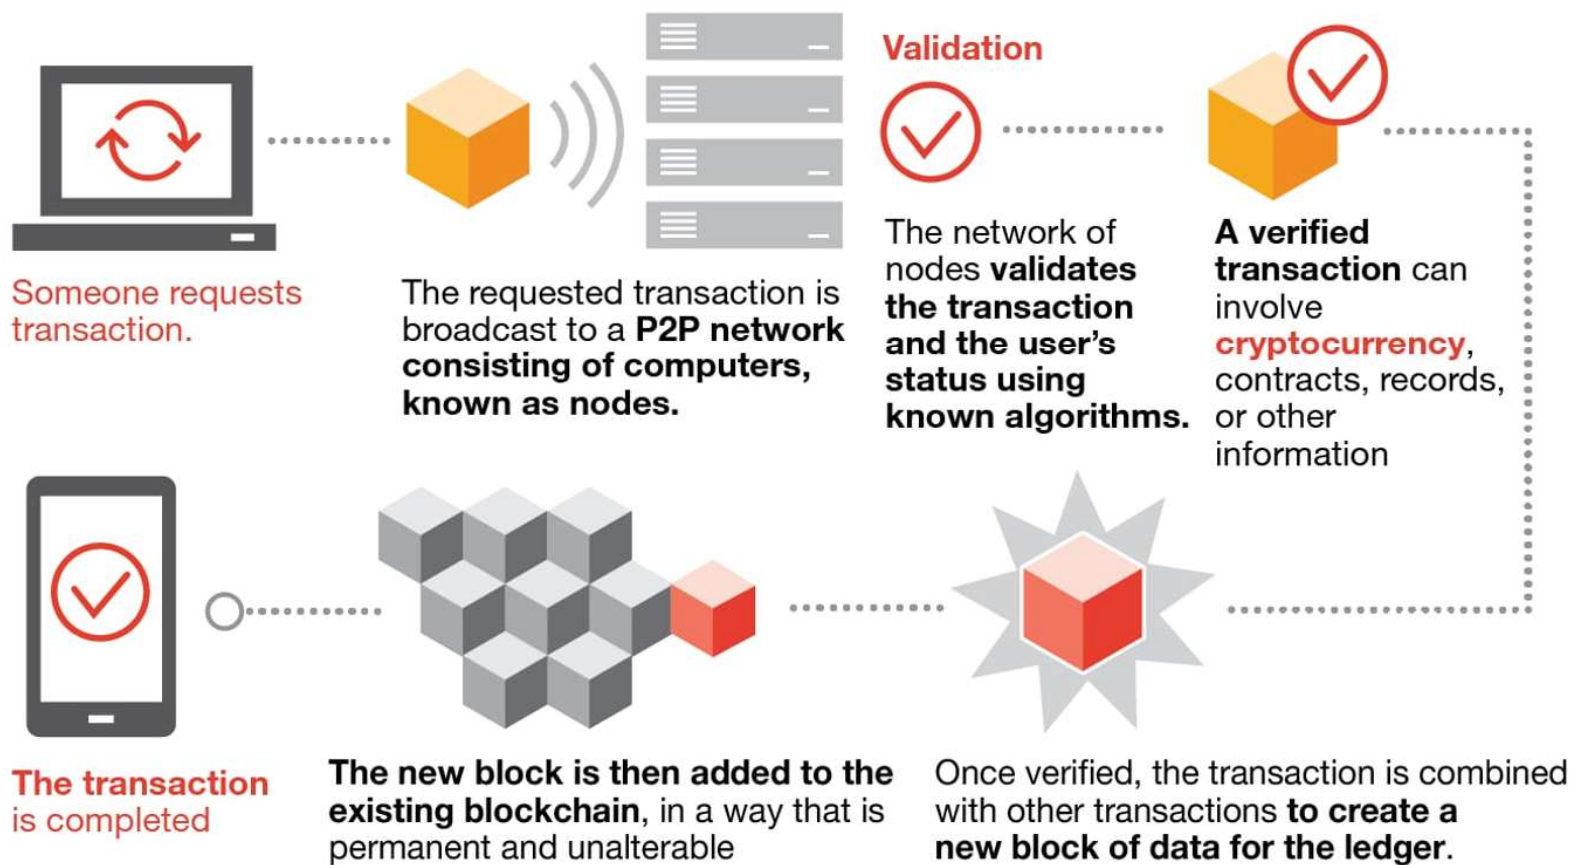 Someone requests
transaction.
The requested transaction is
broadcast to a P2P network
consisting of computers,
known as nodes.
Validation
The network of
nodes validates
the transaction
and the user’s
status using
known algorithms.
A verified
transaction can
involve
cryptocurrency,
contracts, records,
or other
information
Once verified, the transaction is combined
with other transactions to create a
new block of data for the ledger.
The new block is then added to the
existing blockchain, in a way that is
permanent and unalterable
The transaction
is completed